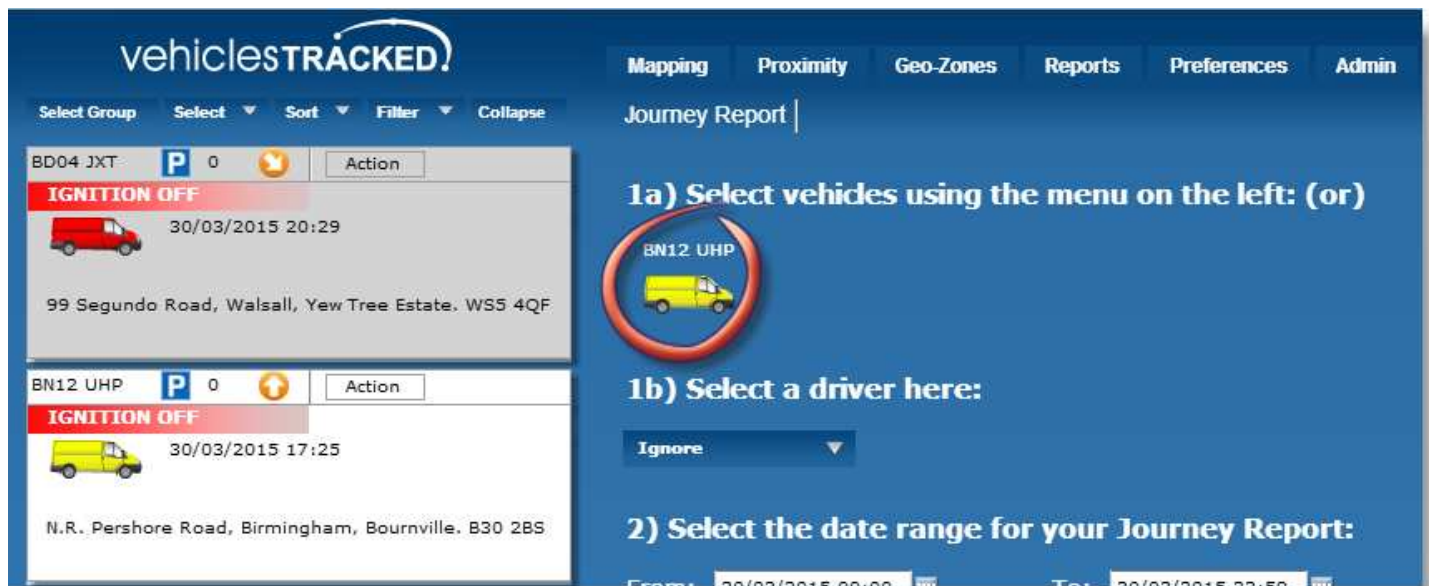 vehiclesTRACKED
Mapping Proximity Geo-Zones Reports Preferences Admin
Select Group Select Sort Filter Collapse
Journey Report
BD04 JXT P 0 Action
IGNITION OFF
30/03/2015 20:29
99 Segundo Road, Walsall, Yew Tree Estate. WS5 4QF
BN12 UHP P 0 Action
IGNITION OFF
30/03/2015 17:25
N.R. Pershore Road, Birmingham, Bournville. B30 2BS
1a) Select vehicles using the menu on the left: (or)
BN12 UHP
1b) Select a driver here:
Ignore
2) Select the date range for your Journey Report:
From: To: